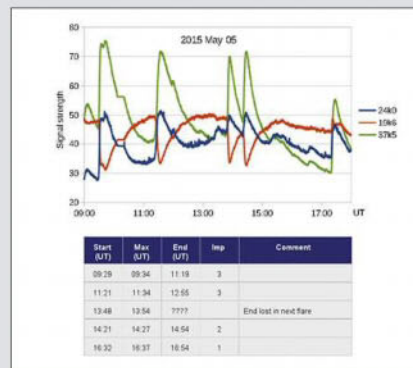 2015 May 05
80
70
60
50
40
30
20
Signal strength
09:00 11:00 13:00 15:00 17:00 UT
24k0
19k6
37k5
Start (UT) Max (UT) End (UT) Imp Comment
09:29 09:34 11:19 3
11:21 11:34 12:55 3
13:48 13:54 ???? End lost in next flare
14:21 14:27 14:54 2
16:32 16:37 16:54 1